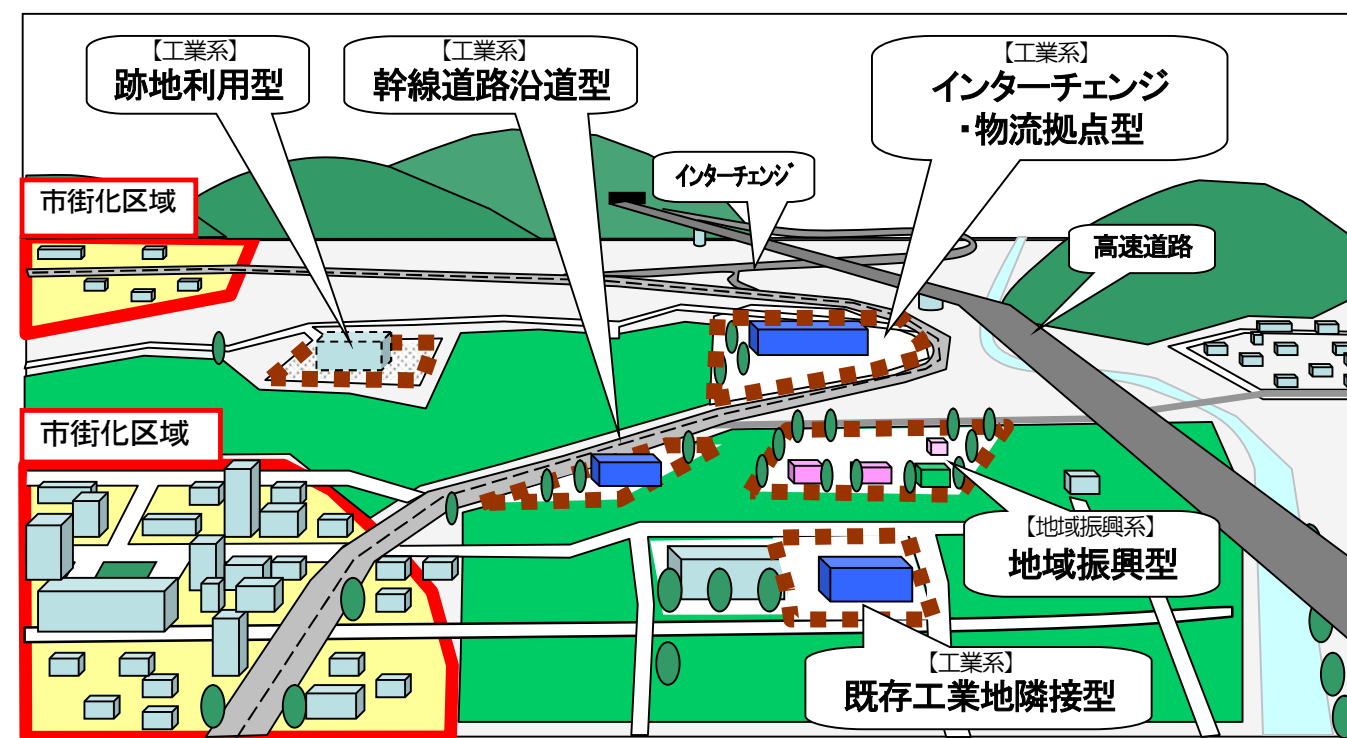 【工業系】
跡地利用型
【工業系】
幹線道路沿道型
【工業系】
インターチェンジ
・物流拠点型
インターチェンジ
市街化区域
高速道路
市街化区域
【地域振興系】
地域振興型
【工業系】
既存工業地隣接型